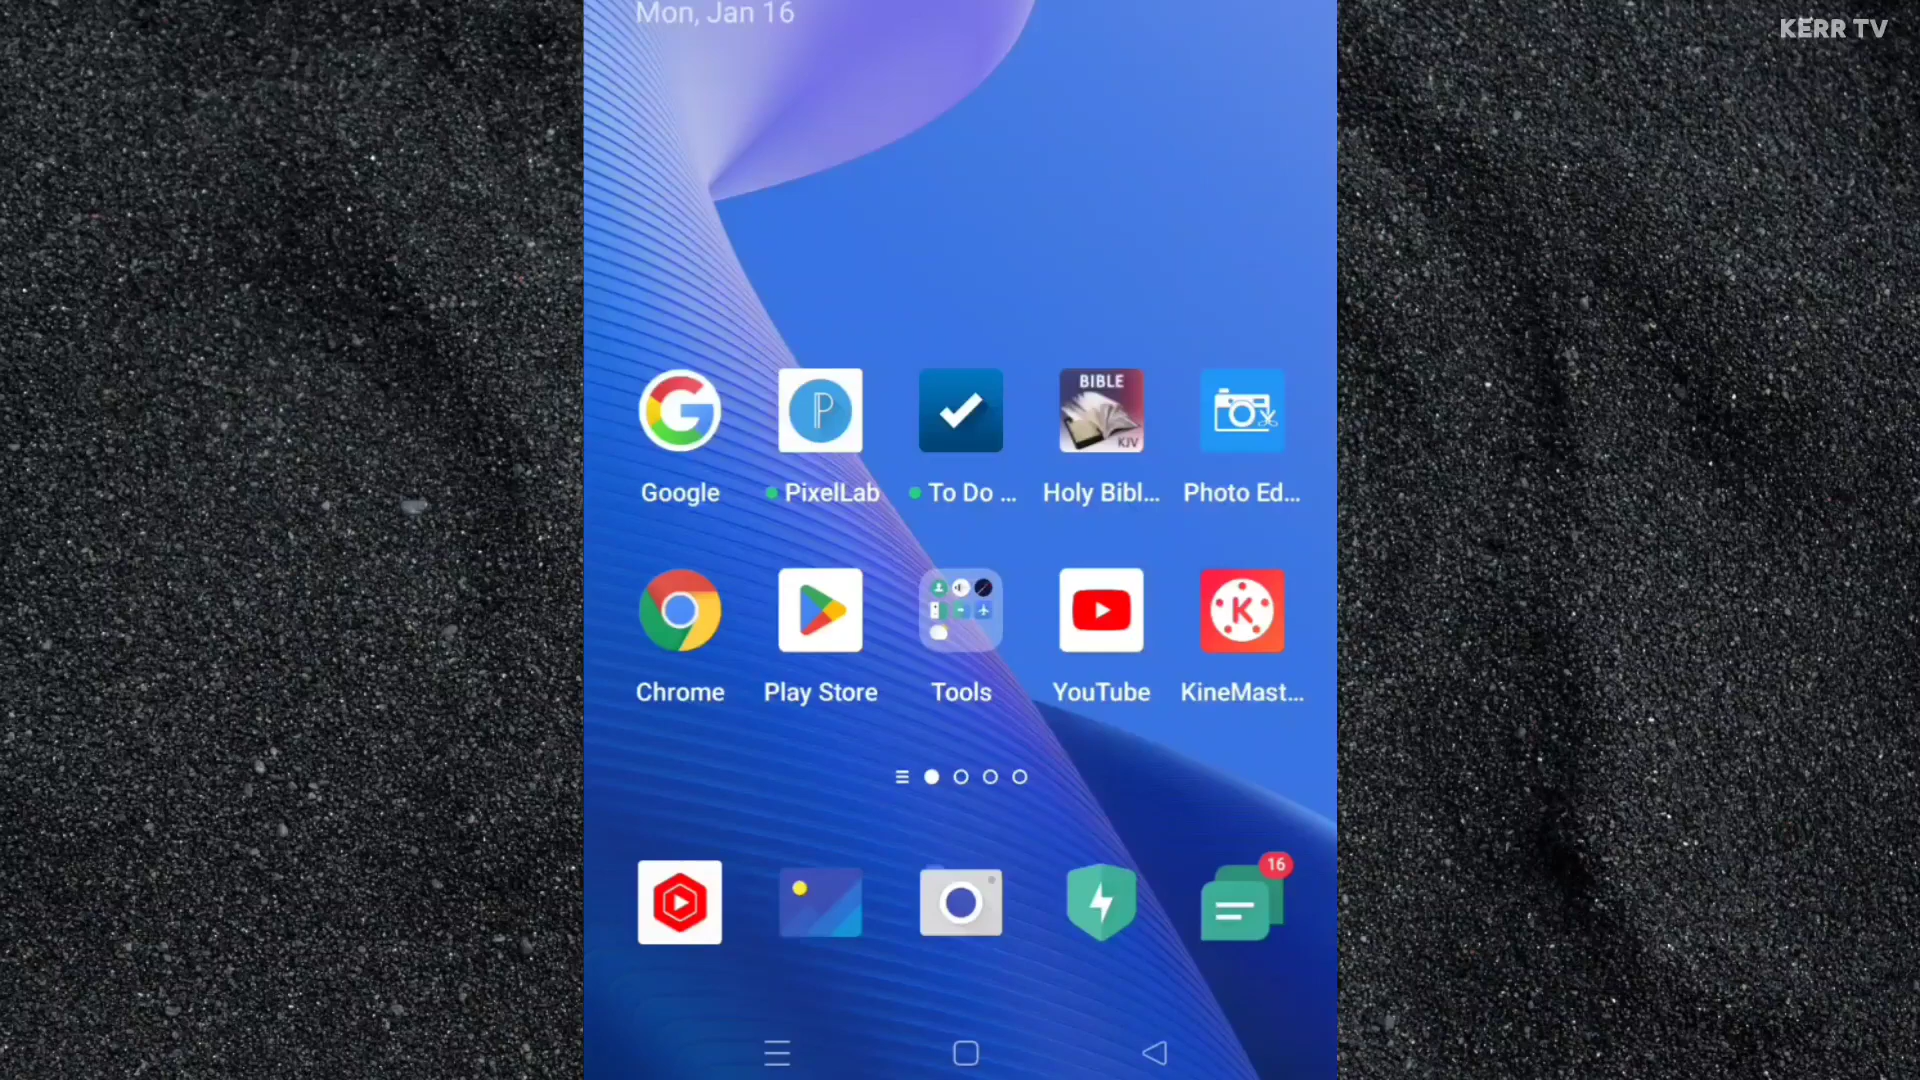 Mon, Jan 16
KERR TV
BIBLE
KJV
Google
PixelLab
To Do ...
Holy Bibl...
Photo Ed...
Chrome
Play Store
Tools
YouTube
KineMast...
16